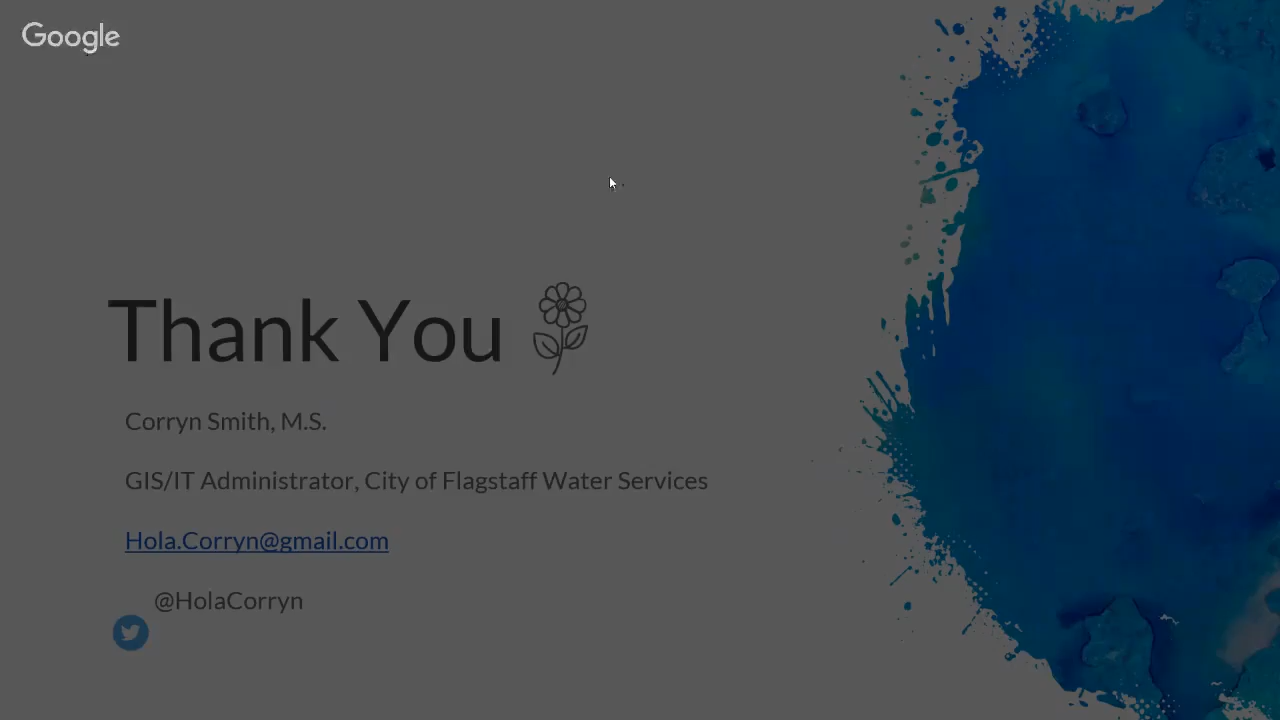 Google
Thank You
Corryn Smith, M.S.
GIS/IT Administrator, City of Flagstaff Water Services
Hola.Corryn@gmail.com
@HolaCorryn